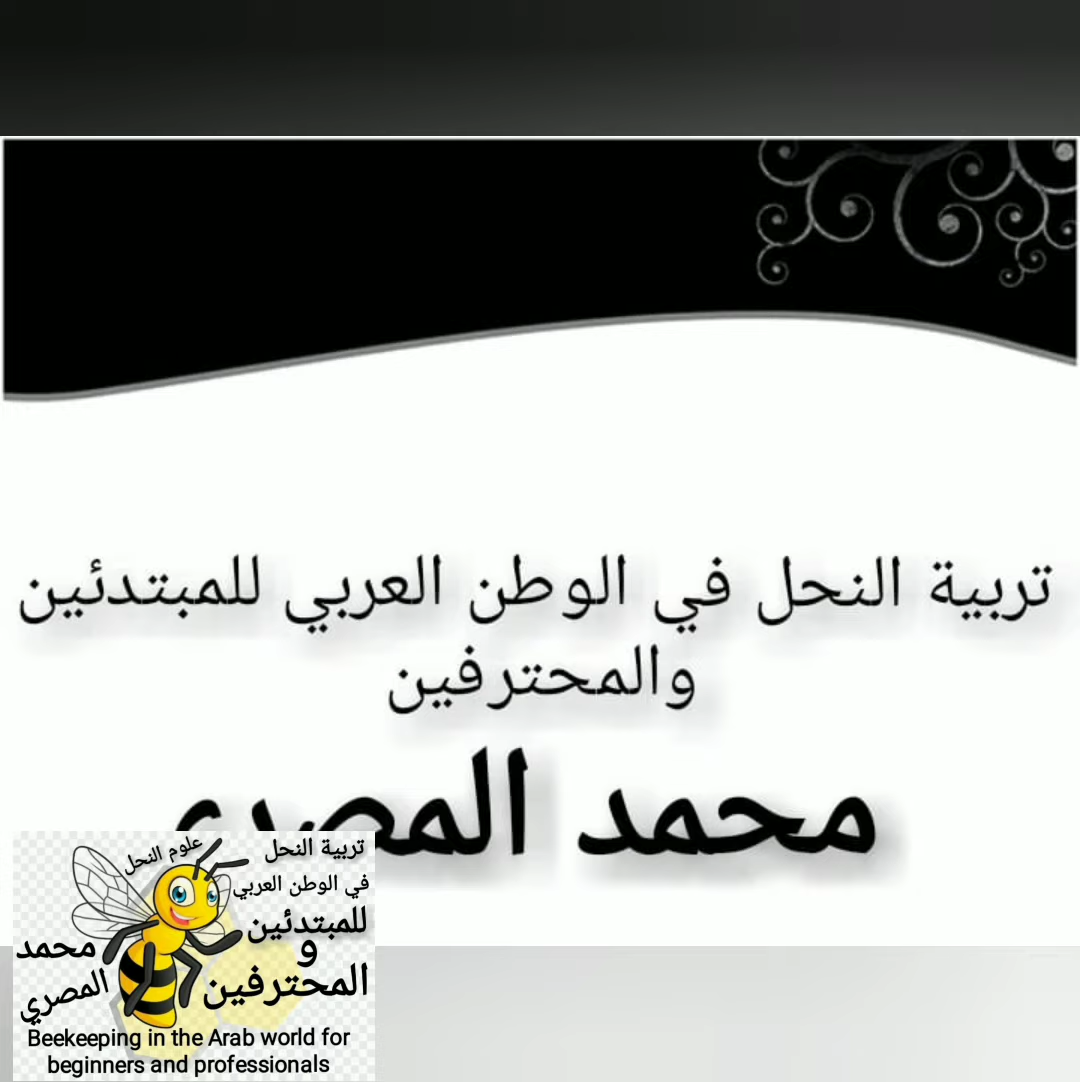 تربية النحل في الوطن العربي للمبتدئين
والمحترفين
محمد المصري
علوم النحل
تربية النحل
في الوطن العربي
للمبتدئين
و
المحترفين
محمد
المصري
Beekeeping in the Arab world for
beginners and professionals